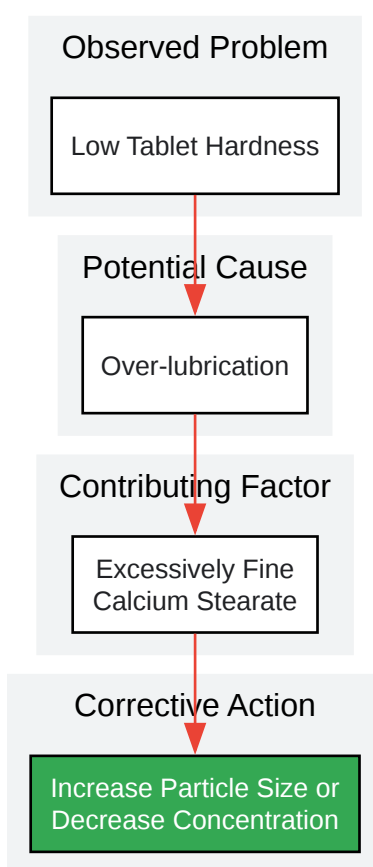 Observed Problem
Low Tablet Hardness
Potential Cause
Over-lubrication
Contributing Factor
Excessively Fine
Calcium Stearate
Corrective Action
Increase Particle Size or
Decrease Concentration